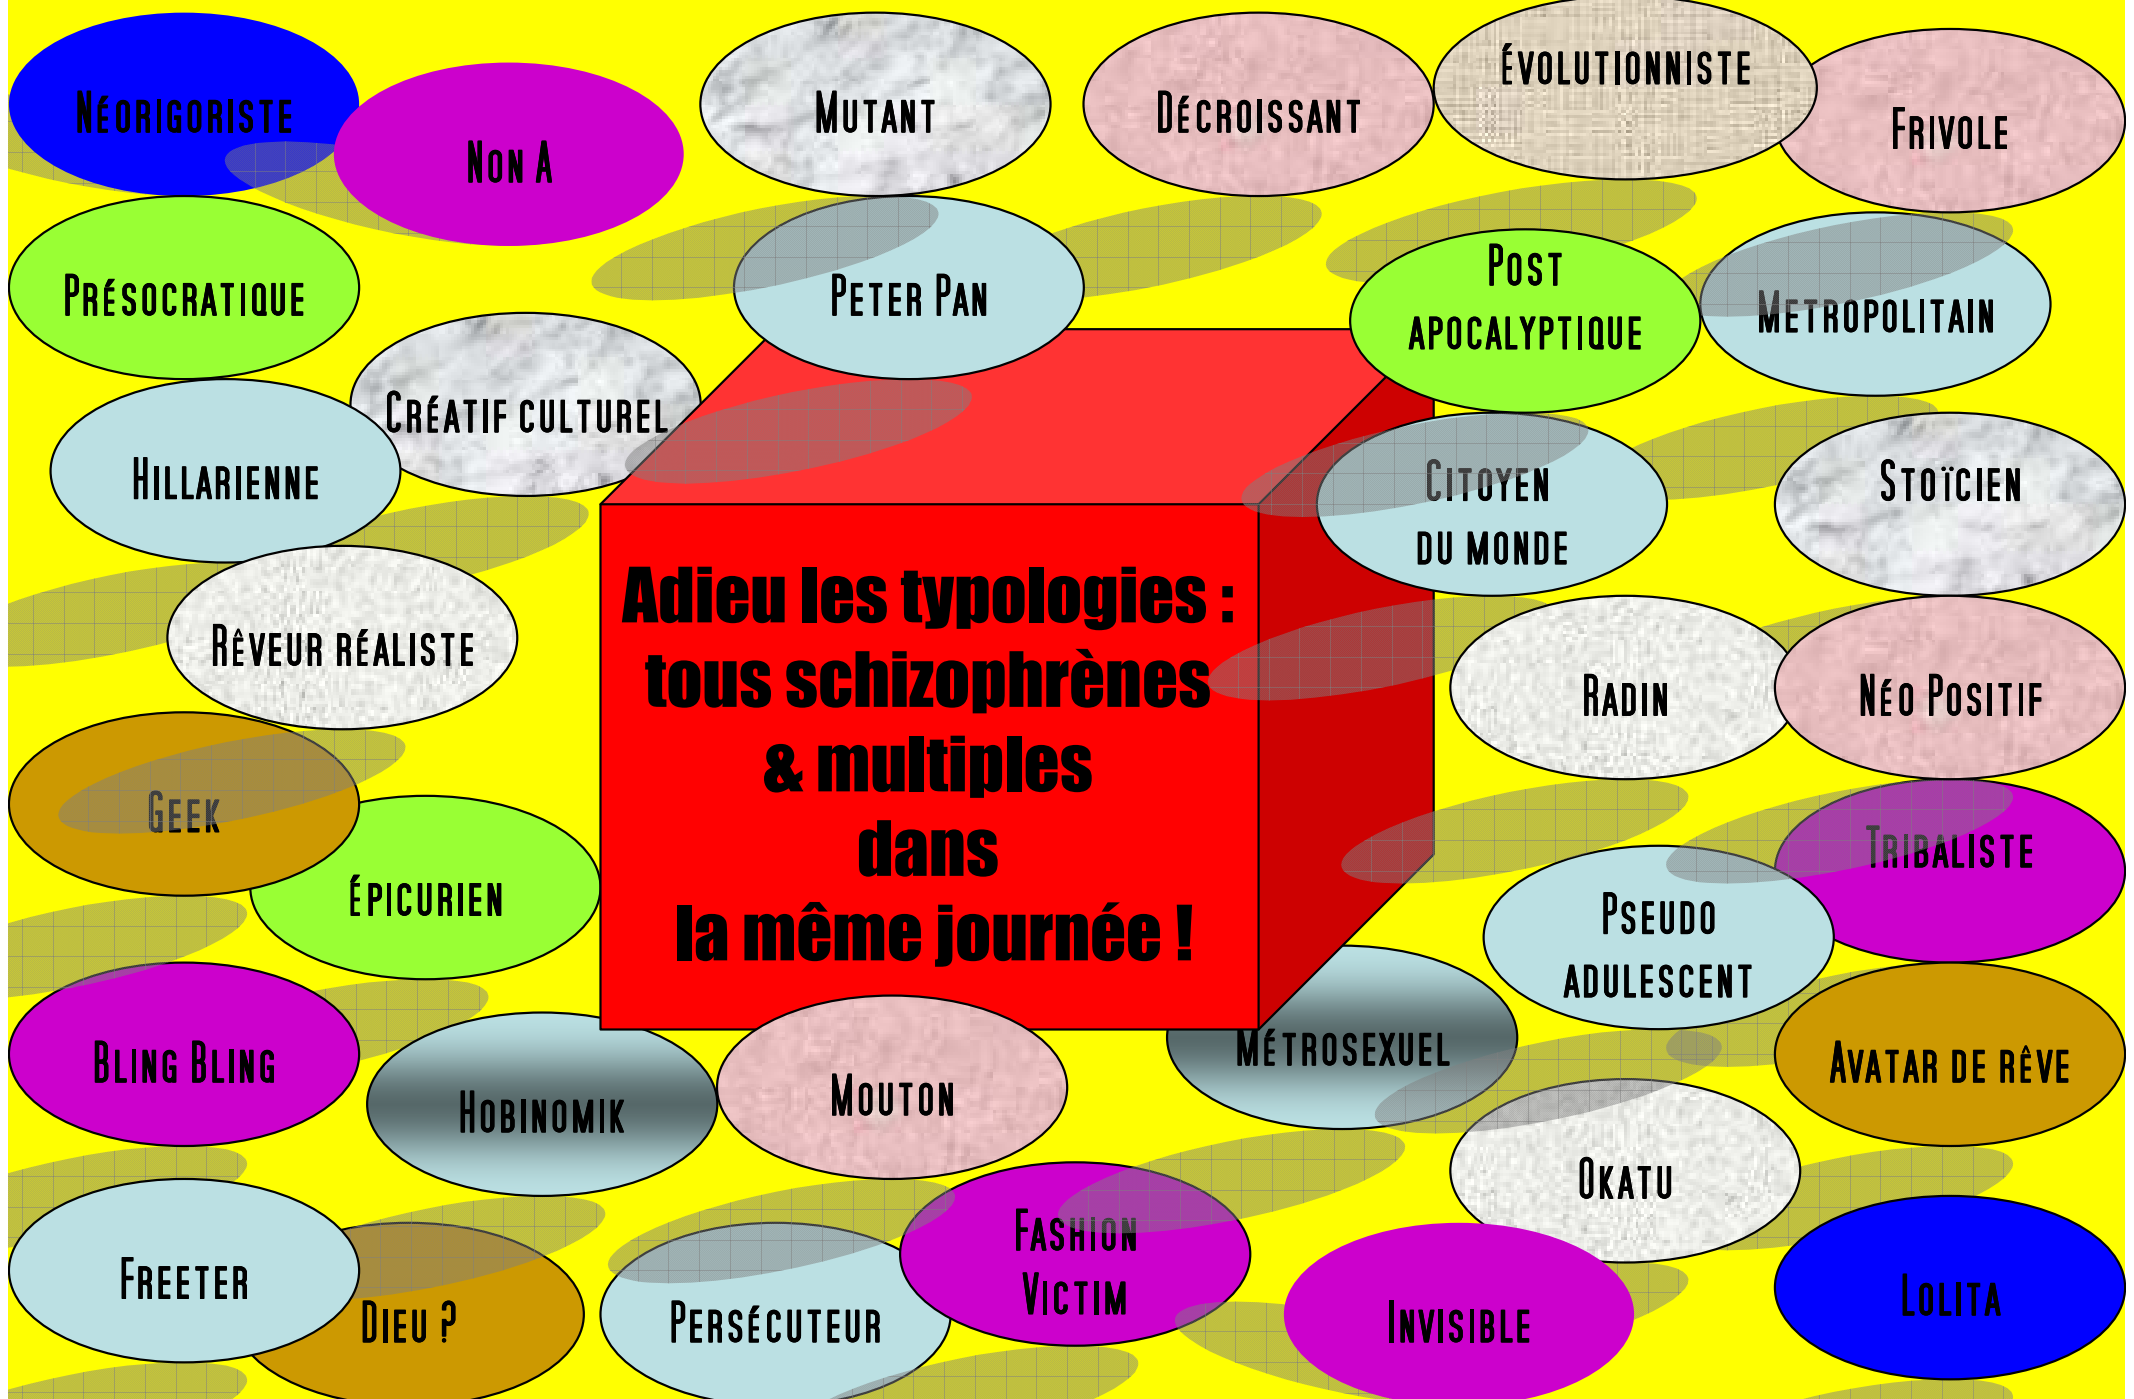 Néorigoriste
Non A
Mutant
Décroissant
Évolutionniste
Frivole
Présocratique
Peter Pan
Post
apocalyptique
Metropolitain
Créatif culturel
Hillarienne
Citoyen
du monde
Stoïcien
Adieu les typologies :
tous schizophrènes
& multiples
dans
la même journée !
Rêveur réaliste
Radin
Néo Positif
Geek
Épicurien
Tribaliste
Pseudo
adulescent
Bling Bling
Hobinomik
Mouton
Métrosexuel
Avatar de rêve
Okatu
Freeter
Dieu ?
Persécuteur
Fashion
Victim
Invisible
Lolita